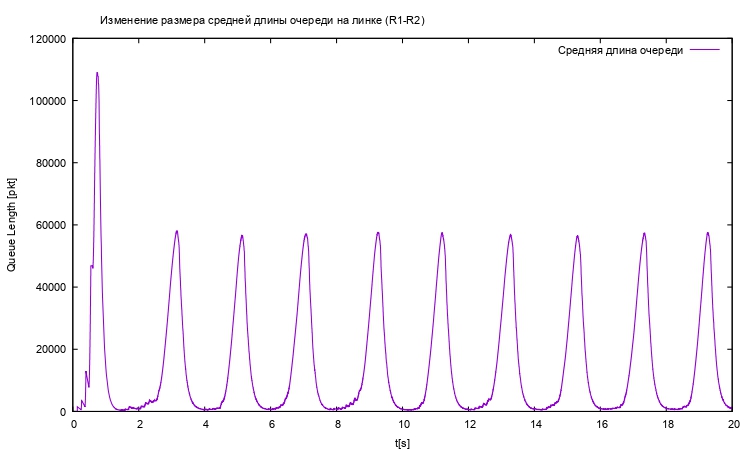 Изменение размера средней длины очереди на линке (R1-R2)
Средняя длина очереди
Queue Length [pkt]
120000
100000
80000
60000
40000
20000
0
0 2 4 6 8 10 12 14 16 18 20
t[s]